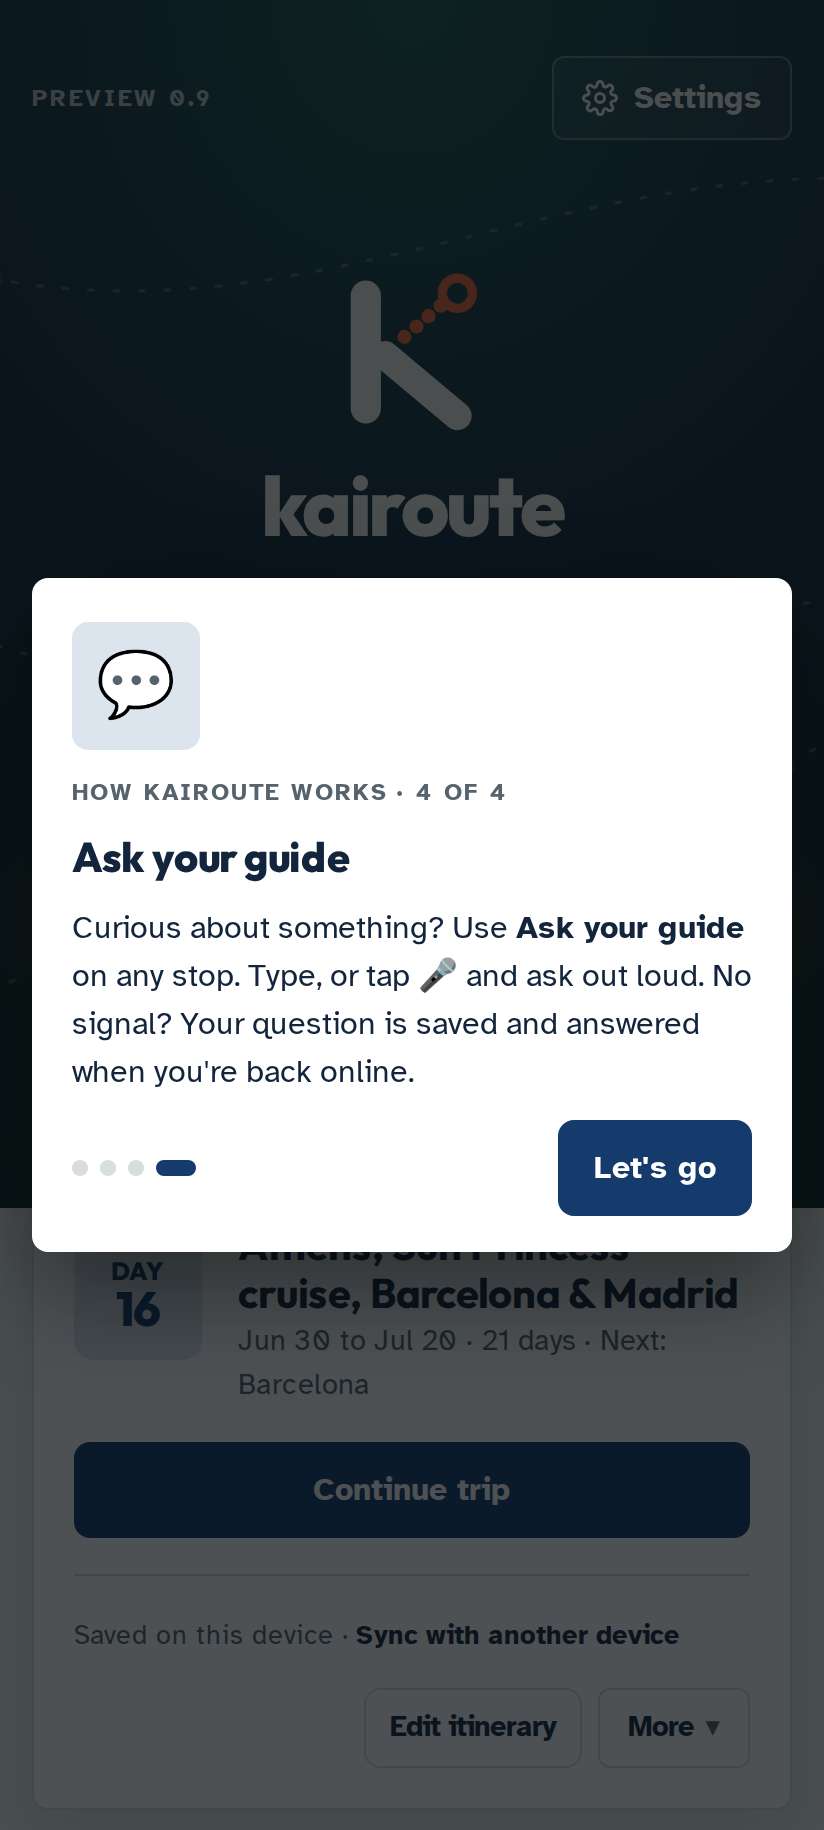 PREVIEW 0.9
Settings
kairoute
HOW KAIROUTE WORKS · 4 OF 4
Ask your guide
Curious about something? Use Ask your guide
on any stop. Type, or tap 🎤 and ask out loud. No
signal? Your question is saved and answered
when you're back online.
Let's go
DAY
16
Athens, Sun Princess
cruise, Barcelona & Madrid
Jun 30 to Jul 20 · 21 days · Next:
Barcelona
Continue trip
Saved on this device · Sync with another device
Edit itinerary
More ▼